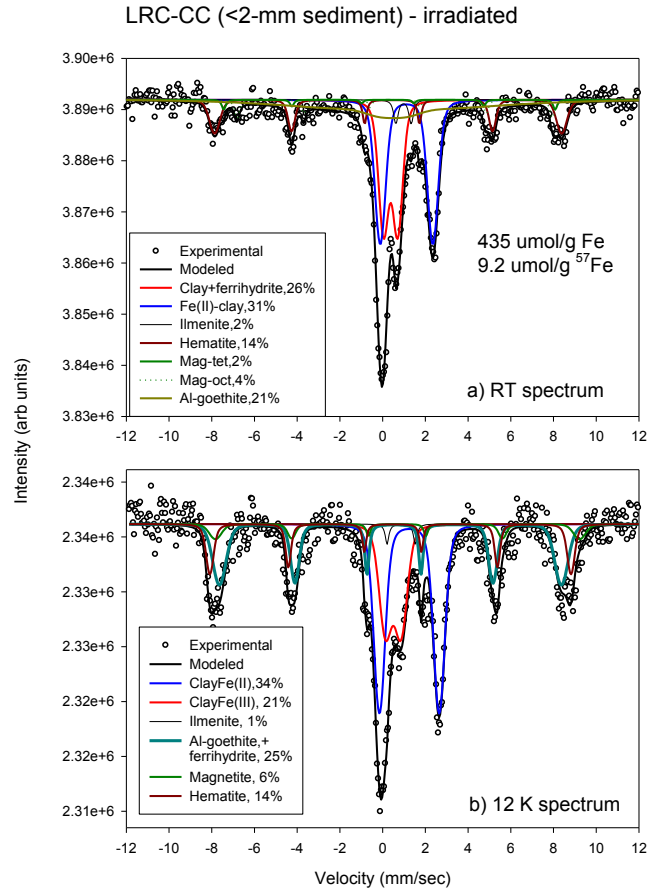 LRC-CC (<2-mm sediment) - irradiated
3.90e+6
3.89e+6
3.88e+6
3.87e+6
3.86e+6
3.85e+6
3.84e+6
3.83e+6
435 umol/g Fe
9.2 umol/g ⁵⁷Fe
Experimental
Modeled
Clay+ferrihydrite,26%
Fe(II)-clay,31%
Ilmenite,2%
Hematite,14%
Mag-tet,2%
Mag-oct,4%
Al-goethite,21%
a) RT spectrum
-12 -10 -8 -6 -4 -2 0 2 4 6 8 10 12
Intensity (arb units)
2.34e+6
2.34e+6
2.33e+6
2.33e+6
2.32e+6
2.32e+6
2.31e+6
Experimental
Modeled
ClayFe(II),34%
ClayFe(III), 21%
Ilmenite, 1%
Al-goethite,+
ferrihydrite, 25%
Magnetite, 6%
Hematite, 14%
b) 12 K spectrum
-12 -10 -8 -6 -4 -2 0 2 4 6 8 10 12
Velocity (mm/sec)